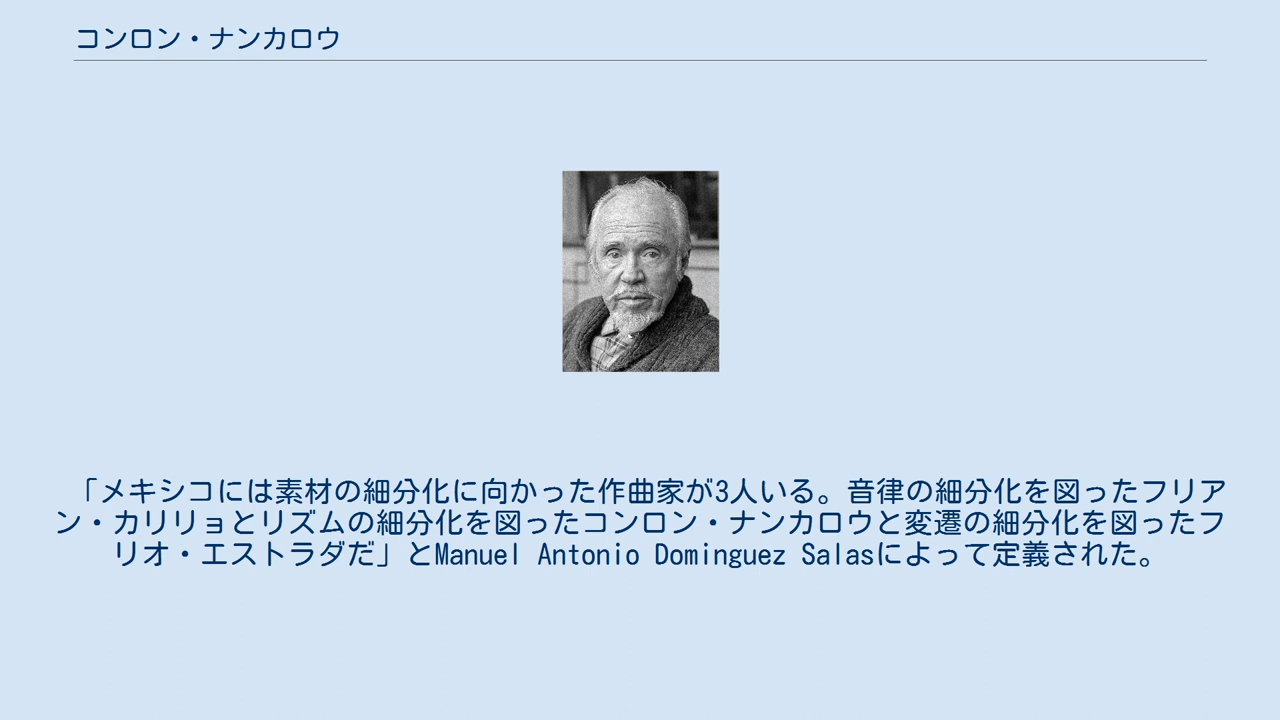 コンロン・ナンカロウ
「メキシコには素材の細分化に向かった作曲家が3人いる。音律の細分化を図ったフリア
ン・カリリョとリズムの細分化を図ったコンロン・ナンカロウと変遷の細分化を図ったフ
リオ・エストラダだ」とManuel Antonio Dominguez Salasによって定義された。